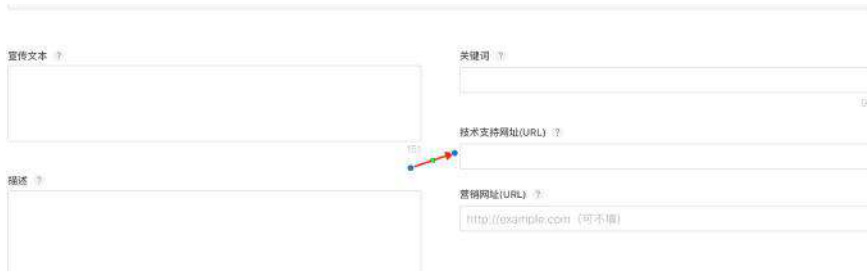 宣传文本 ?
关键词 ?
技术支持网址(URL) ?
描述 ?
营销网址(URL) ?
http://example.com (可不填)